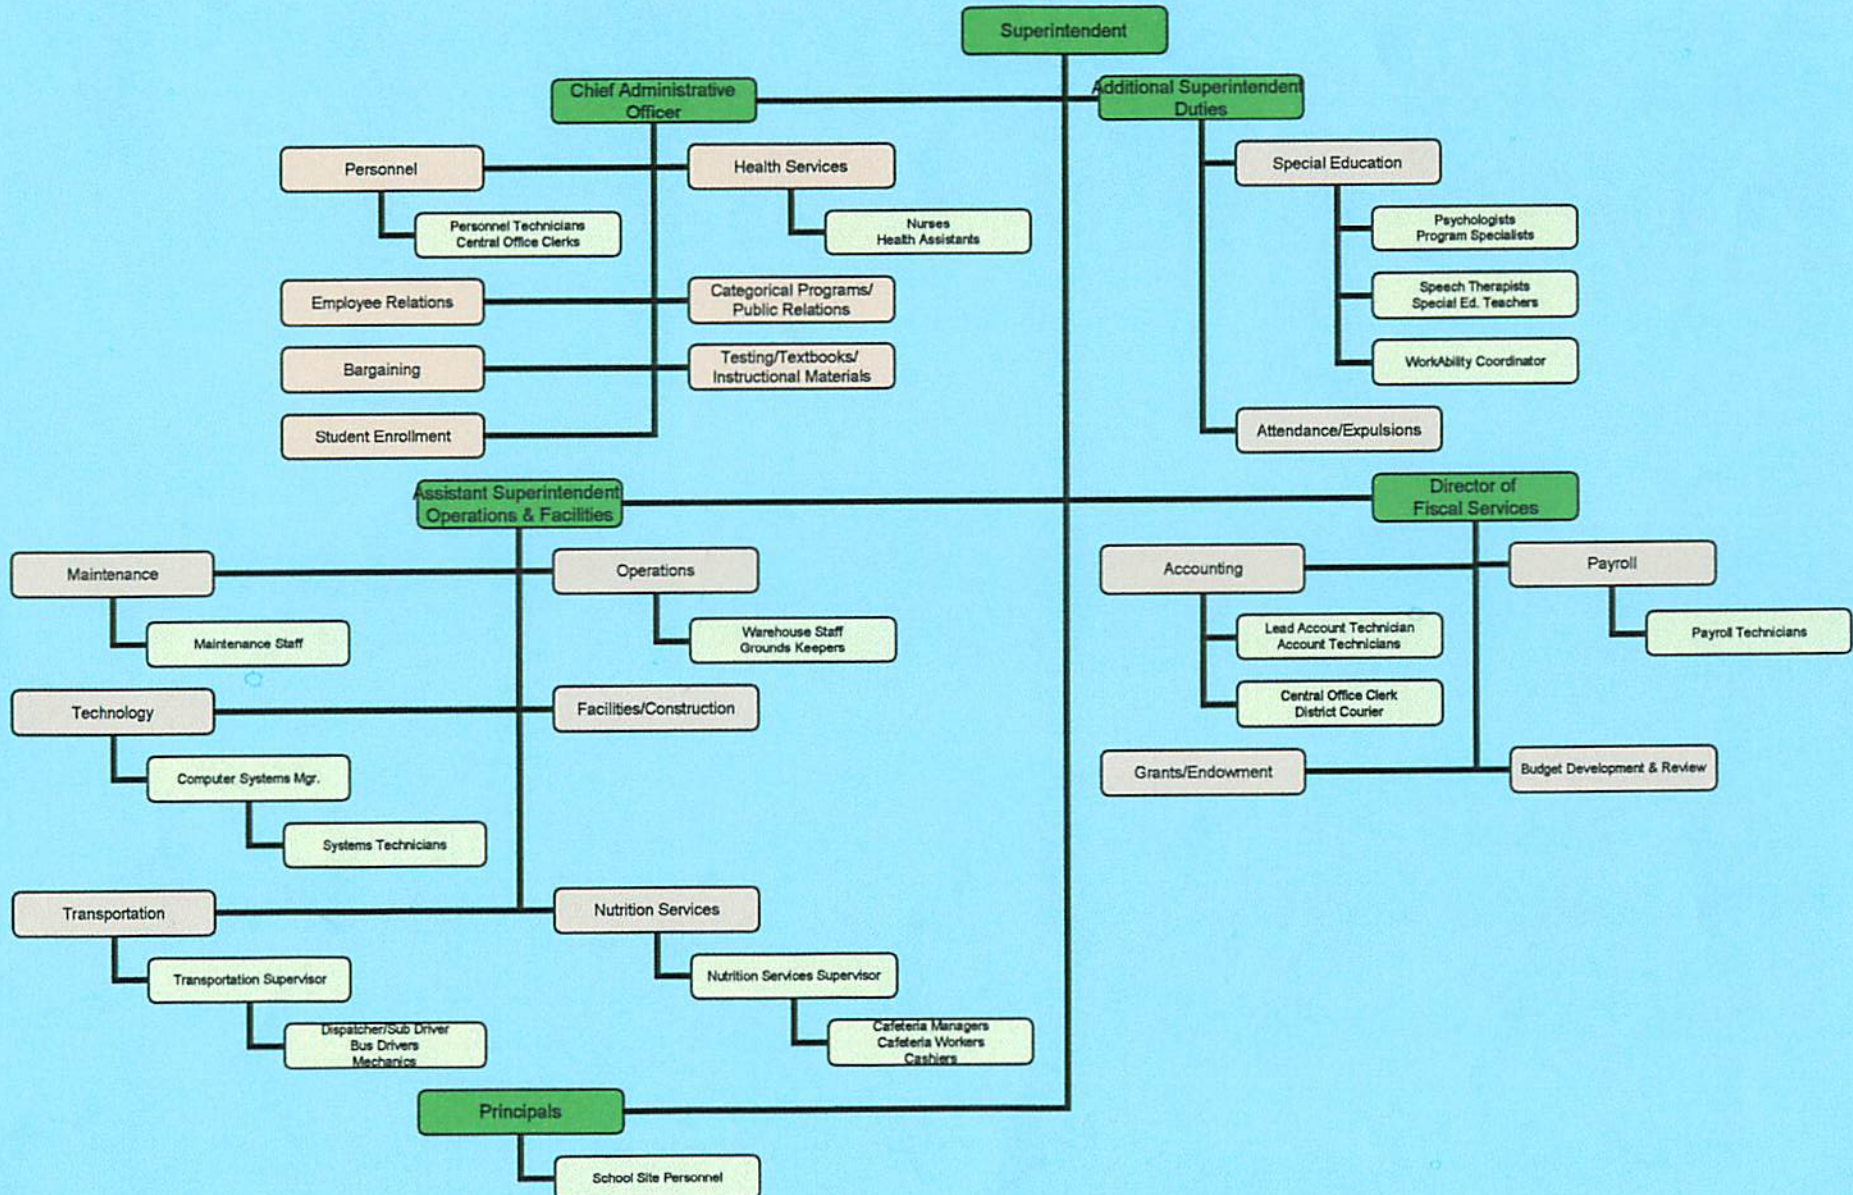 Superintendent
Chief Administrative
Officer
Additional Superintendent
Duties
Personnel
Health Services
Special Education
Personnel Technicians
Central Office Clerks
Nurses
Health Assistants
Psychologists
Program Specialists
Employee Relations
Categorical Programs/
Public Relations
Speech Therapists
Special Ed. Teachers
Bargaining
Testing/Textbooks/
Instructional Materials
WorkAbility Coordinator
Student Enrollment
Attendance/Expulsions
Assistant Superintendent
Operations & Facilities
Director of
Fiscal Services
Maintenance
Operations
Accounting
Payroll
Maintenance Staff
Warehouse Staff
Grounds Keepers
Lead Account Technician
Account Technicians
Payroll Technicians
Technology
Facilities/Construction
Central Office Clerk
District Courier
Computer Systems Mgr.
Grants/Endowment
Budget Development & Review
Systems Technicians
Transportation
Nutrition Services
Transportation Supervisor
Nutrition Services Supervisor
Dispatcher/Sub Driver
Bus Drivers
Mechanics
Cafeteria Managers
Cafeteria Workers
Cashiers
Principals
School Site Personnel